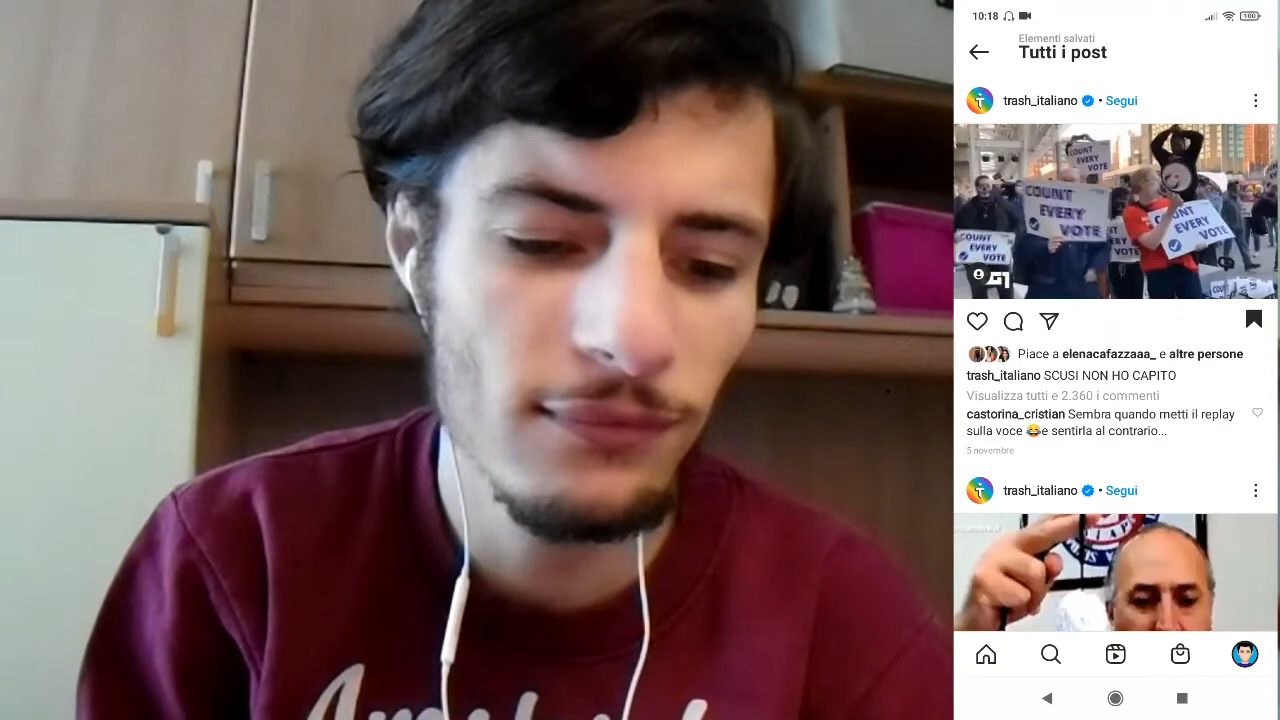 10:18
100
Elementi salvati
Tutti i post
trash_italiano • Segui
COUNT
EVERY
VOTE
COUNT
EVERY
VOTE
COUNT
EVERY
VOTE
COUNT
EVERY
VOTE
Piace a elenacafazzaaa_ e altre persone
trash_italiano SCUSI NON HO CAPITO
Visualizza tutti e 2.360 i commenti
castorina_cristian Sembra quando metti il replay
sulla voce 😂e sentirla al contrario...
5 novembre
trash_italiano • Segui